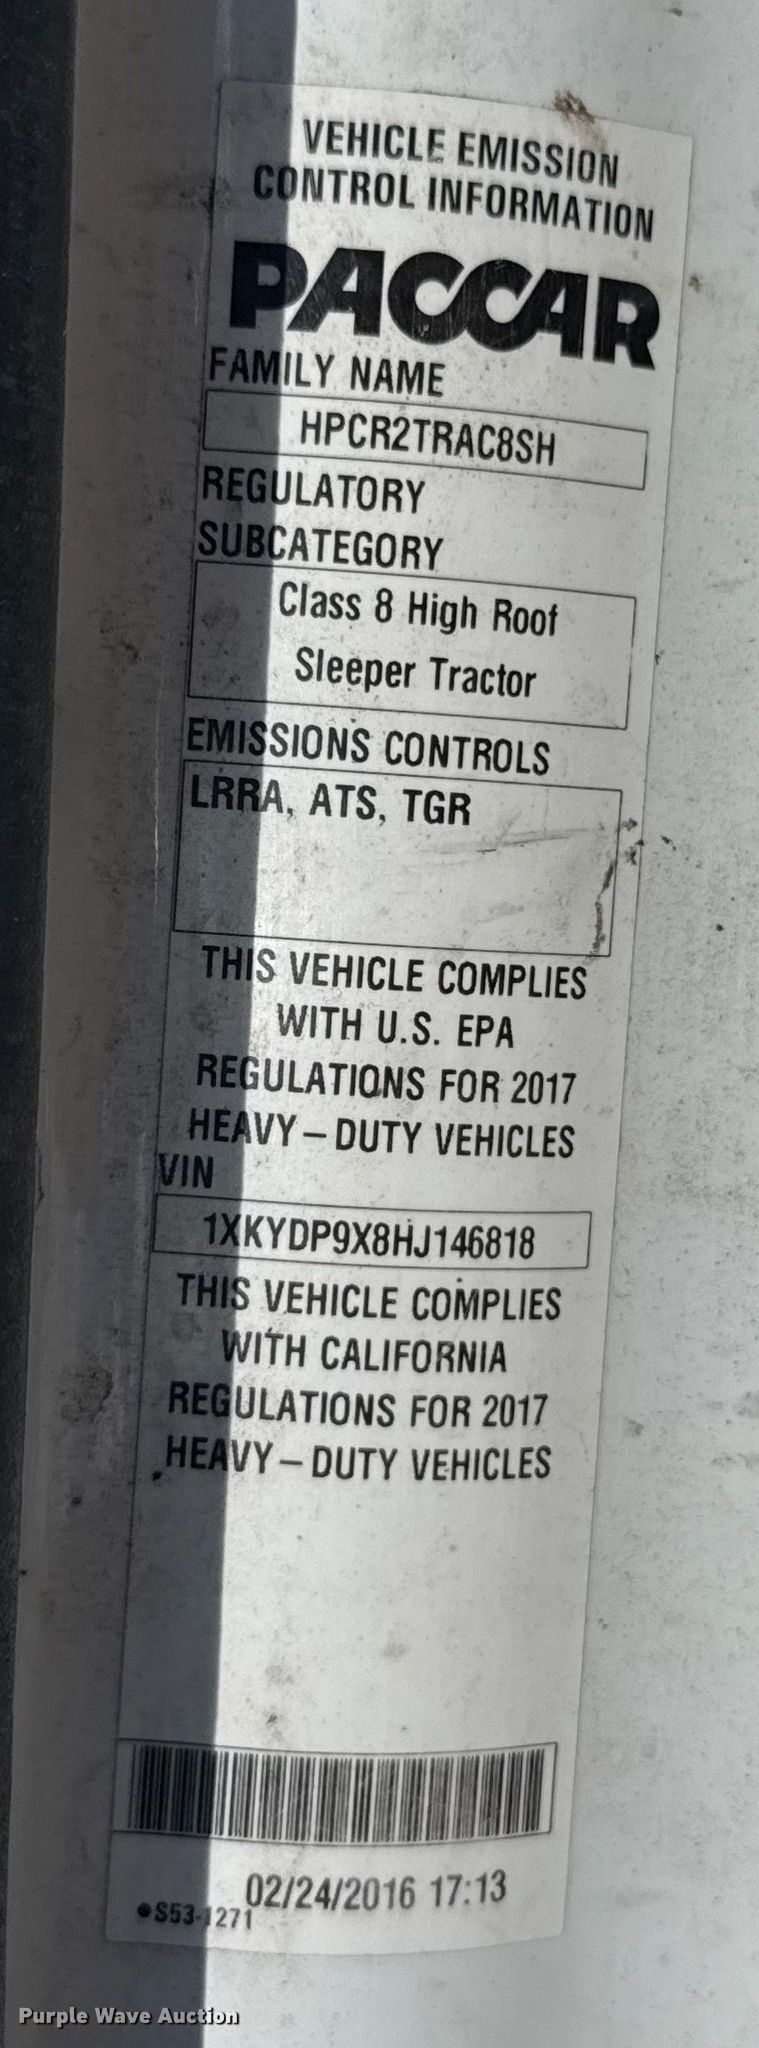 VEHICLE EMISSION
CONTROL INFORMATION
PACCAR
FAMILY NAME
HPCR2TRAC8SH
REGULATORY
SUBCATEGORY
Class 8 High Roof
Sleeper Tractor
EMISSIONS CONTROLS
LRRA, ATS, TGR
THIS VEHICLE COMPLIES
WITH U.S. EPA
REGULATIONS FOR 2017
HEAVY–DUTY VEHICLES
VIN
1XKYDP9X8HJ146818
THIS VEHICLE COMPLIES
WITH CALIFORNIA
REGULATIONS FOR 2017
HEAVY–DUTY VEHICLES
02/24/2016 17:13
•S53-1271
Purple Wave Auction